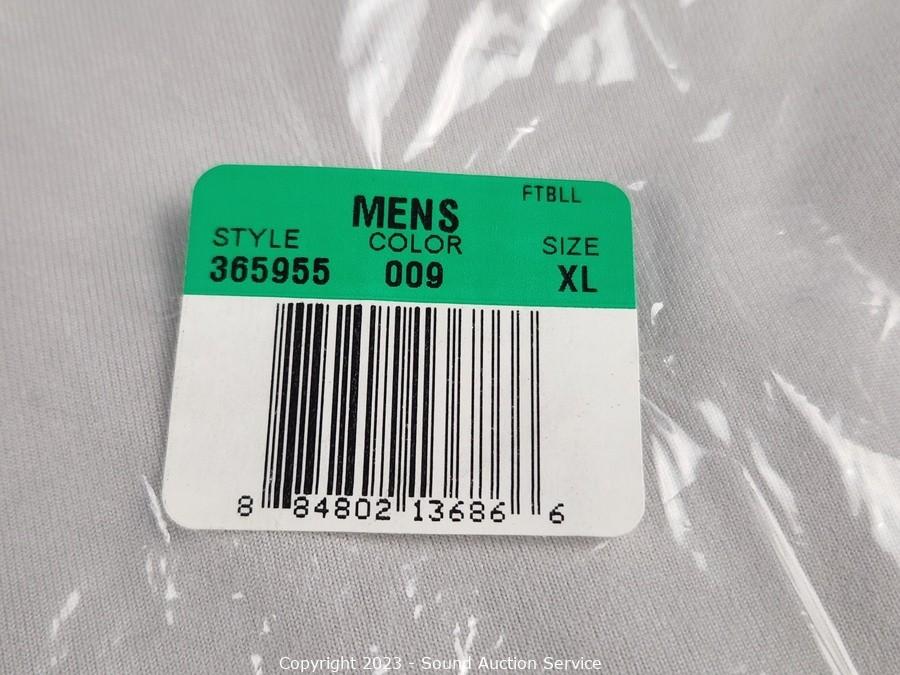 FTBLL
MENS
STYLE COLOR SIZE
365955 009 XL
8 84802 13686 6
Copyright 2023 - Sound Auction Service